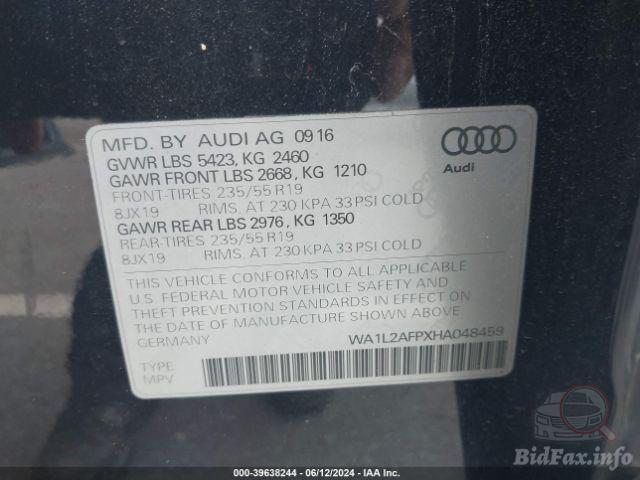 MFD. BY AUDI AG 0916
GVWR LBS 5423, KG 2460
GAWR FRONT LBS 2668, KG 1210
FRONT-TIRES 235/55 R19
8JX19 RIMS, AT 230 KPA 33 PSI COLD
GAWR REAR LBS 2976, KG 1350
REAR-TIRES 235/55 R19
8JX19 RIMS, AT 230 KPA 33 PSI COLD
THIS VEHICLE CONFORMS TO ALL APPLICABLE
U.S. FEDERAL MOTOR VEHICLE SAFETY AND
THEFT PREVENTION STANDARDS IN EFFECT ON
THE DATE OF MANUFACTURE SHOWN ABOVE
GERMANY
WA1L2AFPXHA048459
TYPE:
MPV
Audi
000-39638244 - 06/12/2024 - IAA Inc.
BidFax.info